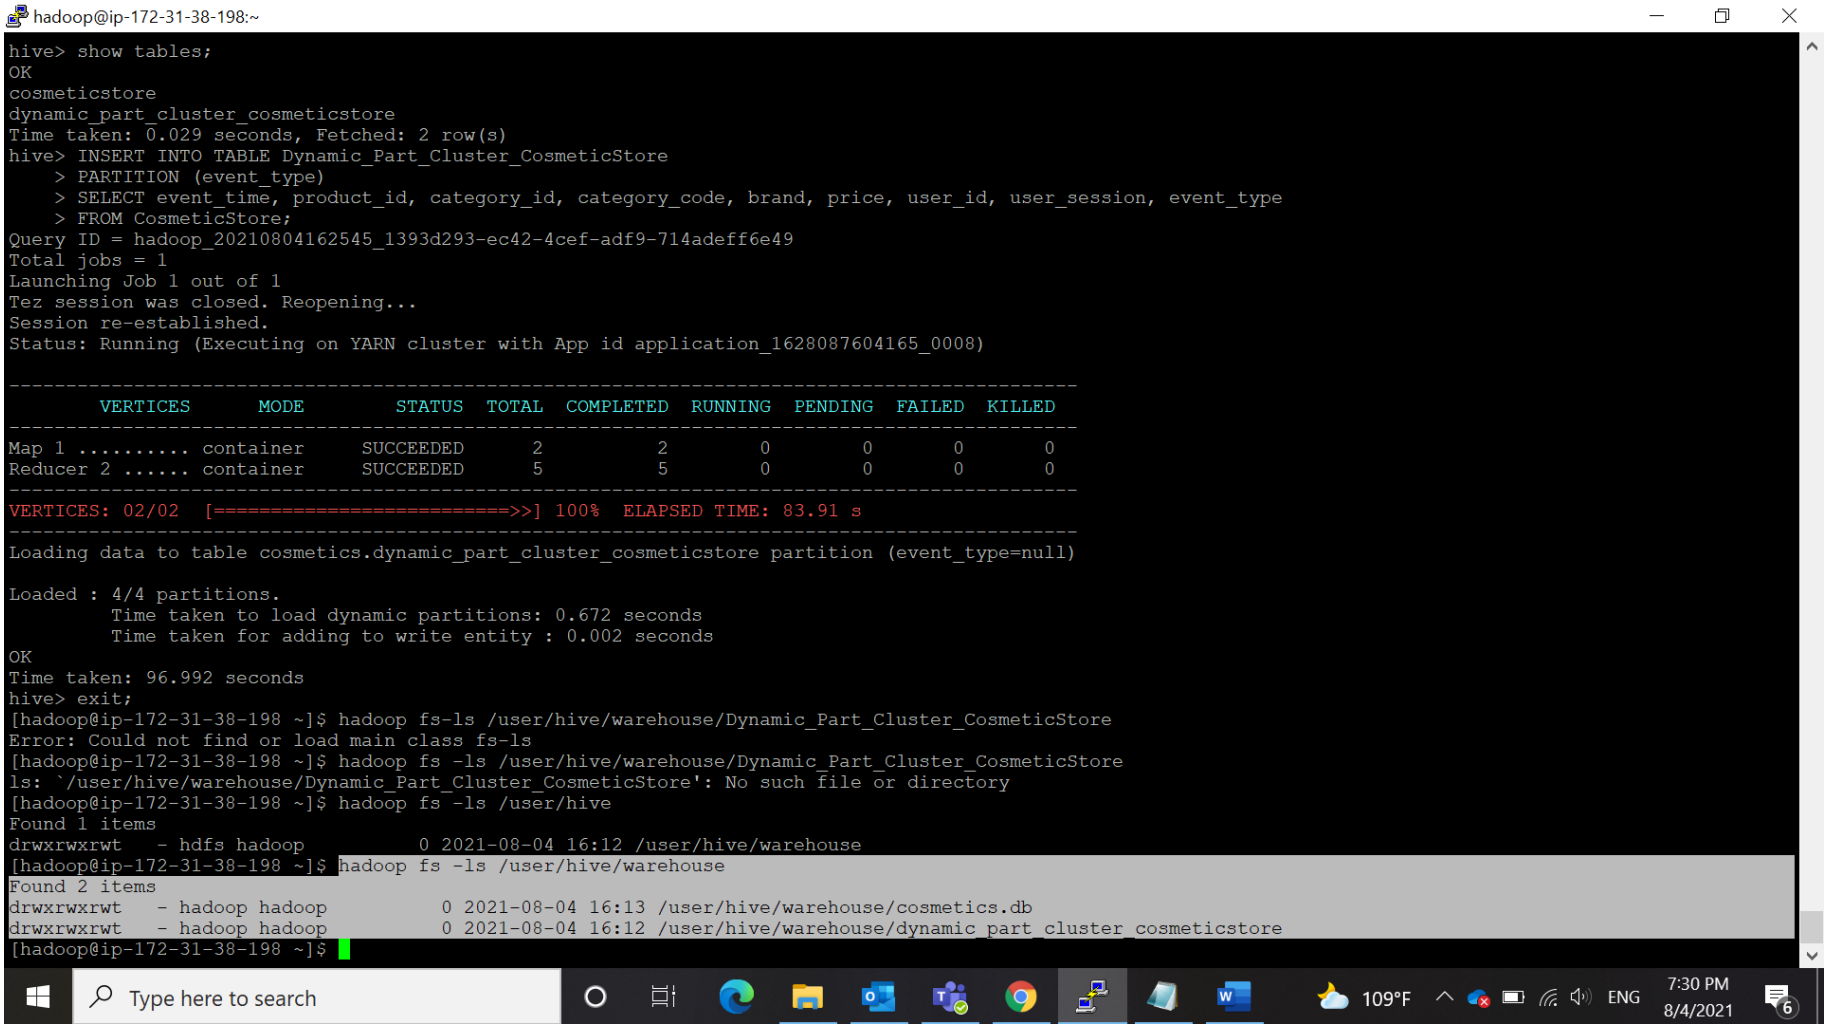 hadoop@ip-172-31-38-198:~
hive> show tables;
OK
cosmeticstore
dynamic_part_cluster_cosmeticstore
Time taken: 0.029 seconds, Fetched: 2 row(s)
hive> INSERT INTO TABLE Dynamic_Part_Cluster_CosmeticStore
    > PARTITION (event_type)
    > SELECT event_time, product_id, category_id, category_code, brand, price, user_id, user_session, event_type
    > FROM CosmeticStore;
Query ID = hadoop_20210804162545_1393d293-ec42-4cef-adf9-714adeff6e49
Total jobs = 1
Launching Job 1 out of 1
Tez session was closed. Reopening...
Session re-established.
Status: Running (Executing on YARN cluster with App id application_1628087604165_0008)
----------------------------------------------------------------------------------------------
        VERTICES      MODE        STATUS  TOTAL  COMPLETED  RUNNING  PENDING  FAILED  KILLED
----------------------------------------------------------------------------------------------
Map 1 .......... container     SUCCEEDED      2          2        0        0       0       0
Reducer 2 ...... container     SUCCEEDED      5          5        0        0       0       0
----------------------------------------------------------------------------------------------
VERTICES: 02/02  [==========================>>] 100%  ELAPSED TIME: 83.91 s
----------------------------------------------------------------------------------------------
Loading data to table cosmetics.dynamic_part_cluster_cosmeticstore partition (event_type=null)
Loaded : 4/4 partitions.
         Time taken to load dynamic partitions: 0.672 seconds
         Time taken for adding to write entity : 0.002 seconds
OK
Time taken: 96.992 seconds
hive> exit;
[hadoop@ip-172-31-38-198 ~]$ hadoop fs-ls /user/hive/warehouse/Dynamic_Part_Cluster_CosmeticStore
Error: Could not find or load main class fs-ls
[hadoop@ip-172-31-38-198 ~]$ hadoop fs -ls /user/hive/warehouse/Dynamic_Part_Cluster_CosmeticStore
ls: `/user/hive/warehouse/Dynamic_Part_Cluster_CosmeticStore': No such file or directory
[hadoop@ip-172-31-38-198 ~]$ hadoop fs -ls /user/hive
Found 1 items
drwxrwxrwt   - hdfs hadoop          0 2021-08-04 16:12 /user/hive/warehouse
[hadoop@ip-172-31-38-198 ~]$ hadoop fs -ls /user/hive/warehouse
Found 2 items
drwxrwxrwt   - hadoop hadoop          0 2021-08-04 16:13 /user/hive/warehouse/cosmetics.db
drwxrwxrwt   - hadoop hadoop          0 2021-08-04 16:12 /user/hive/warehouse/dynamic_part_cluster_cosmeticstore
[hadoop@ip-172-31-38-198 ~]$
Type here to search
109°F
ENG
7:30 PM
8/4/2021
6